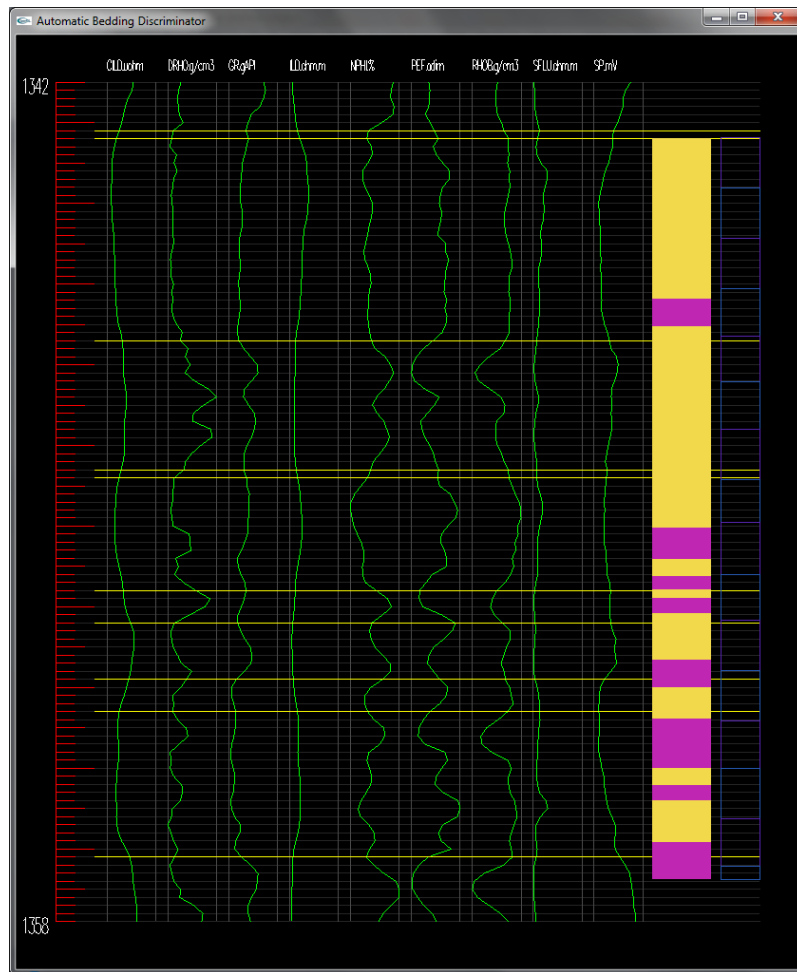 Automatic Bedding Discriminator
CILD.uohm DRHO.g/cm3 GR.gAPI ILD.ohm.m NPHI.% PEF.adim RHOB.g/cm3 SFLU.ohm.m SP.mV
1342
1358